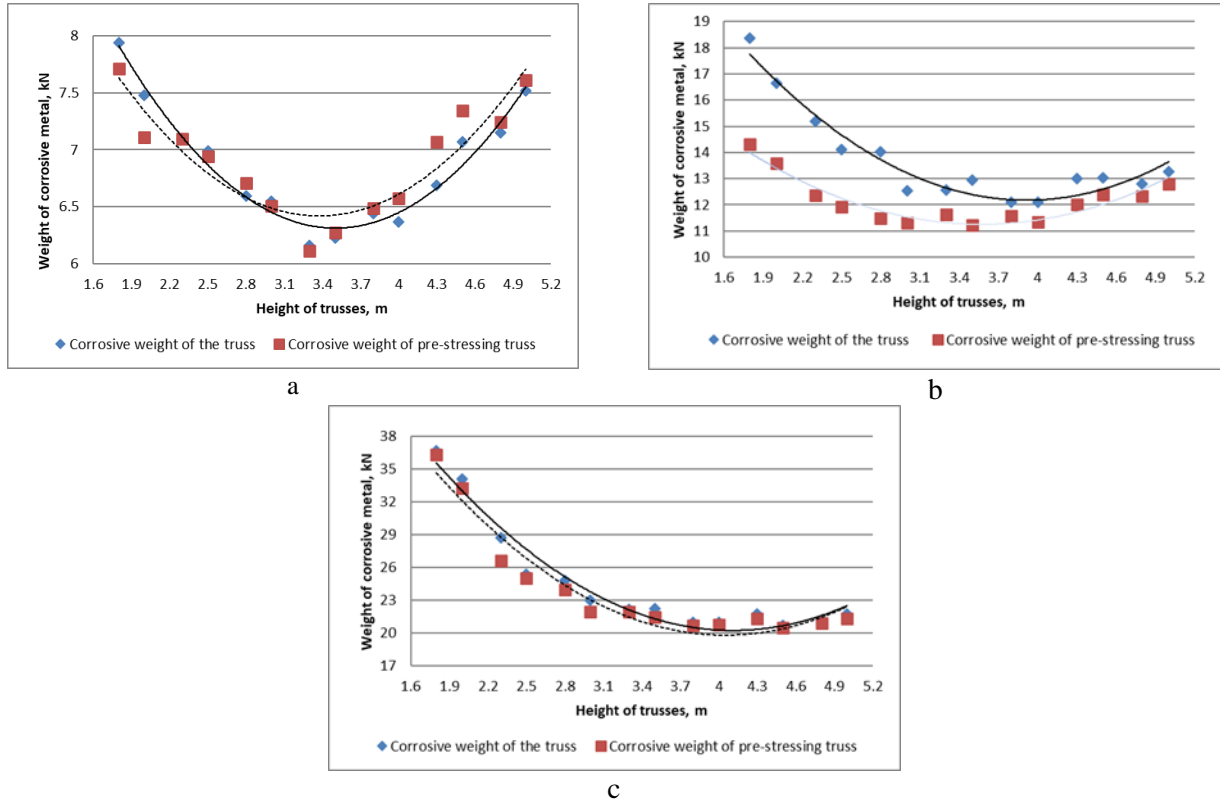 Weight of corrosive metal, kN
8
7.5
7
6.5
6
1.6 1.9 2.2 2.5 2.8 3.1 3.4 3.7 4 4.3 4.6 4.9 5.2
Height of trusses, m
Corrosive weight of the truss Corrosive weight of pre-stressing truss
a
Weight of corrosive metal, kN
19
18
17
16
15
14
13
12
11
10
1.6 1.9 2.2 2.5 2.8 3.1 3.4 3.7 4 4.3 4.6 4.9 5.2
Height of trusses, m
Corrosive weight of the truss Corrosive weight of pre-stressing truss
b
Weight of corrosive metal, kN
38
35
32
29
26
23
20
17
1.6 1.9 2.2 2.5 2.8 3.1 3.4 3.7 4 4.3 4.6 4.9 5.2
Height of trusses, m
Corrosive weight of the truss Corrosive weight of pre-stressing truss
c